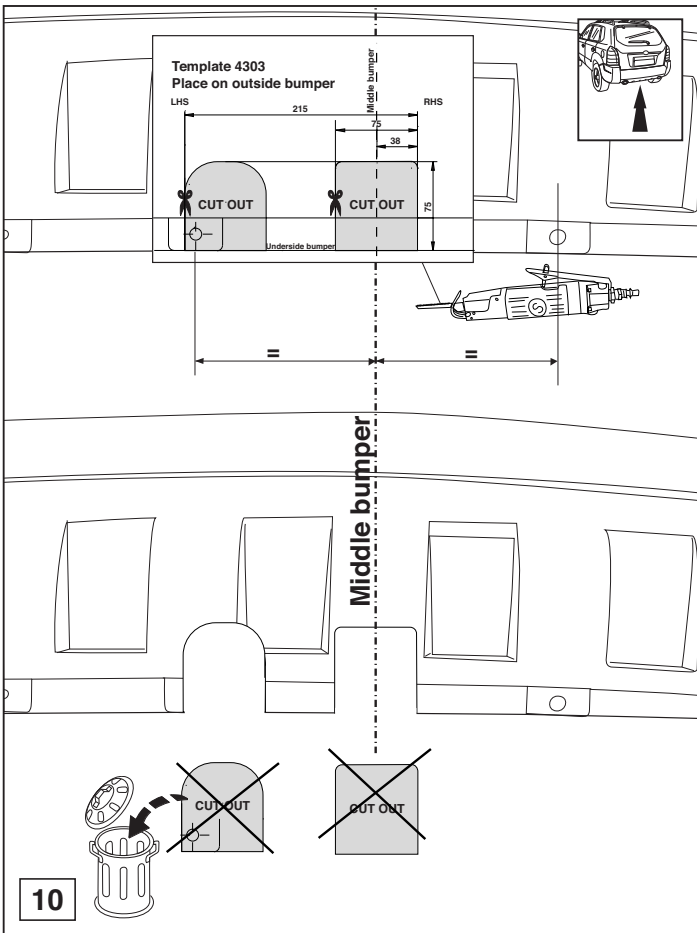 Template 4303
Place on outside bumper
LHS
Middle bumper
RHS
215
75
38
CUT OUT
CUT OUT
75
Underside bumper
S
=
=
Middle bumper
CUT OUT
CUT OUT
10